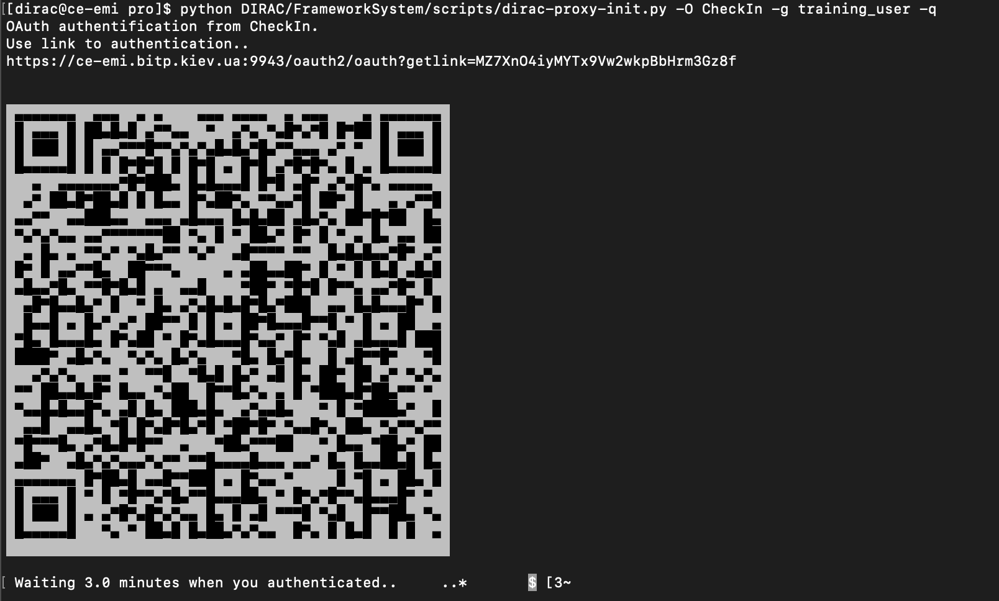 [[dirac@ce-emi pro]$ python DIRAC/FrameworkSystem/scripts/dirac-proxy-init.py -O CheckIn -g training_user -q
OAuth authentification from CheckIn.
Use link to authentication..
https://ce-emi.bitp.kiev.ua:9943/oauth2/oauth?getlink=MZ7XnO4iyMYTx9Vw2wkpBbHrm3Gz8f
[ Waiting 3.0 minutes when you authenticated.. ..* $ [3~